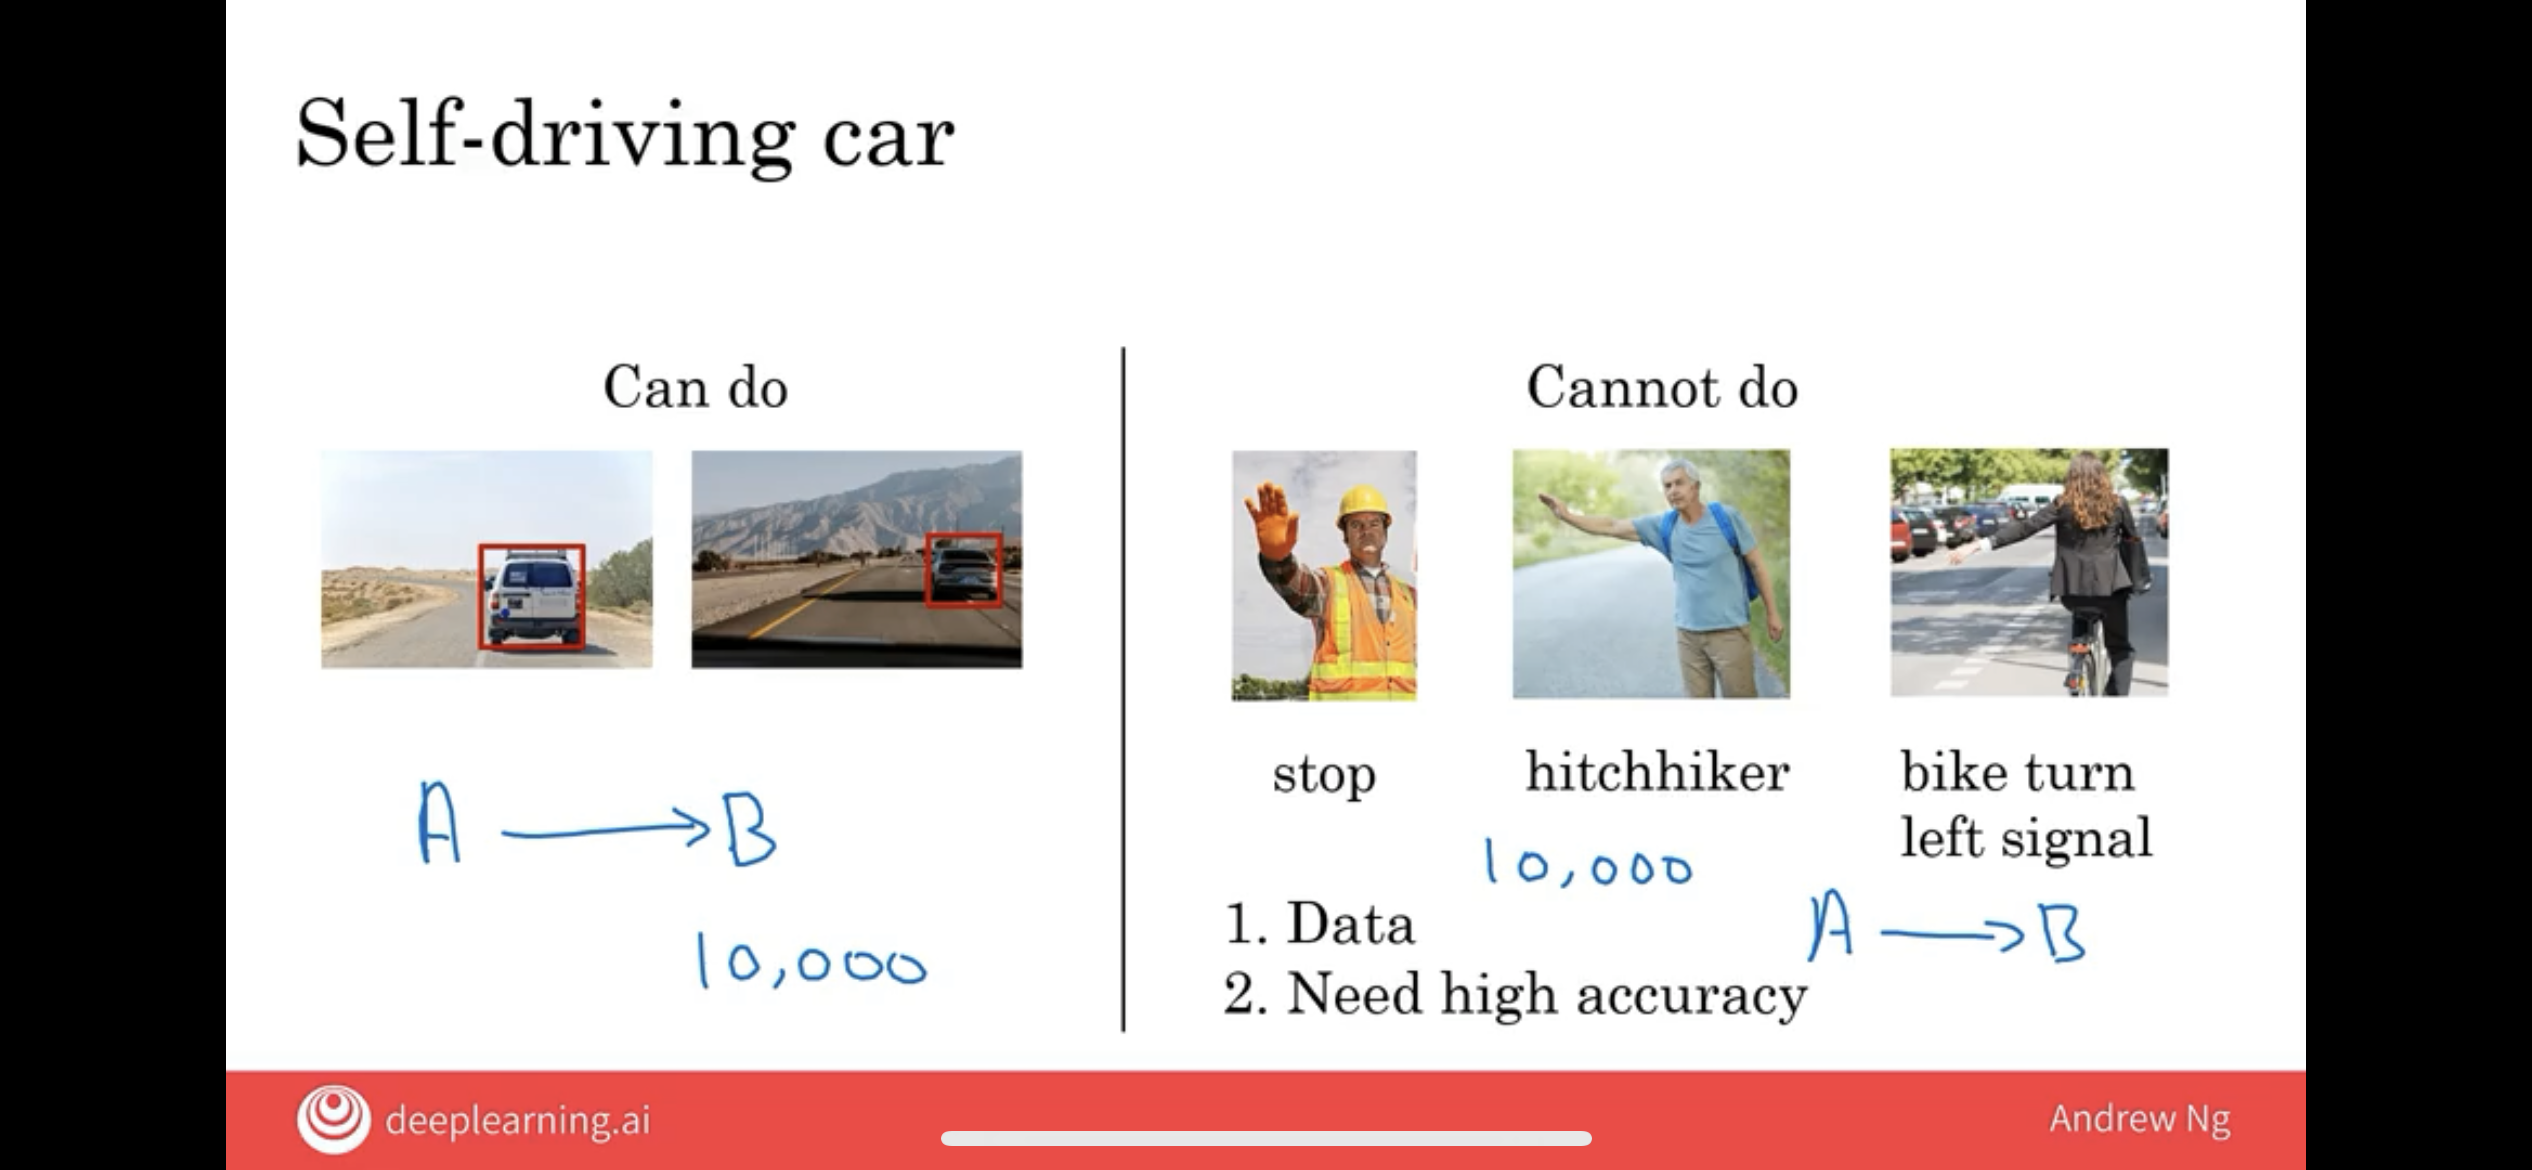 Self-driving car
Can do
A → B
10,000
Cannot do
stop
hitchhiker
bike turn
left signal
10,000
1. Data
A → B
2. Need high accuracy
deeplearning.ai
Andrew Ng